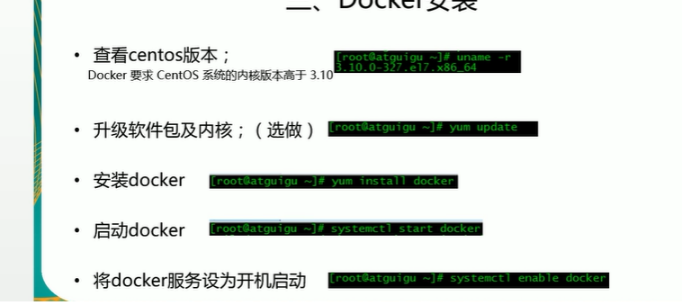 二、Docker安装
• 查看centos版本；
[root@atguigu ~]# uname -r
3.10.0-327.el7.x86_64
Docker 要求 CentOS 系统的内核版本高于 3.10
• 升级软件包及内核；（选做）
[root@atguigu ~]# yum update
• 安装docker
[root@atguigu ~]# yum install docker
• 启动docker
[root@atguigu ~]# systemctl start docker
• 将docker服务设为开机启动
[root@atguigu ~]# systemctl enable docker